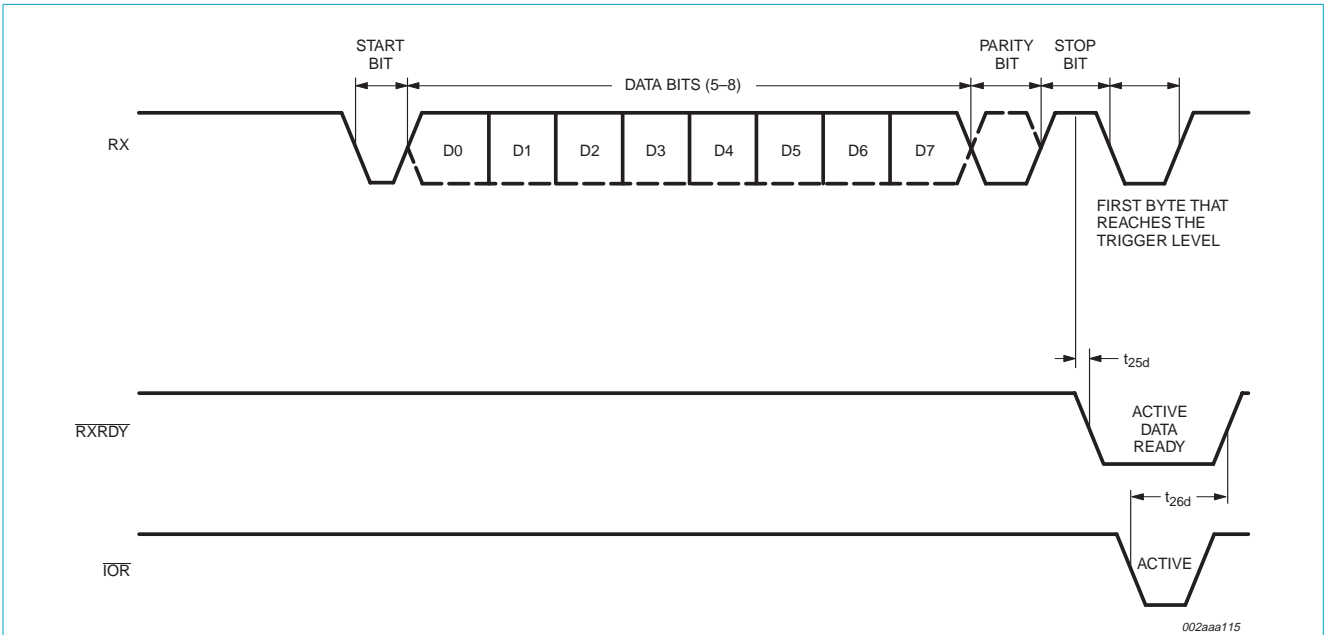 START
BIT
DATA BITS (5–8)
PARITY
BIT
STOP
BIT
RX
D0
D1
D2
D3
D4
D5
D6
D7
FIRST BYTE THAT
REACHES THE
TRIGGER LEVEL
t25d
RXRDY
ACTIVE
DATA
READY
t26d
IOR
ACTIVE
002aaa115